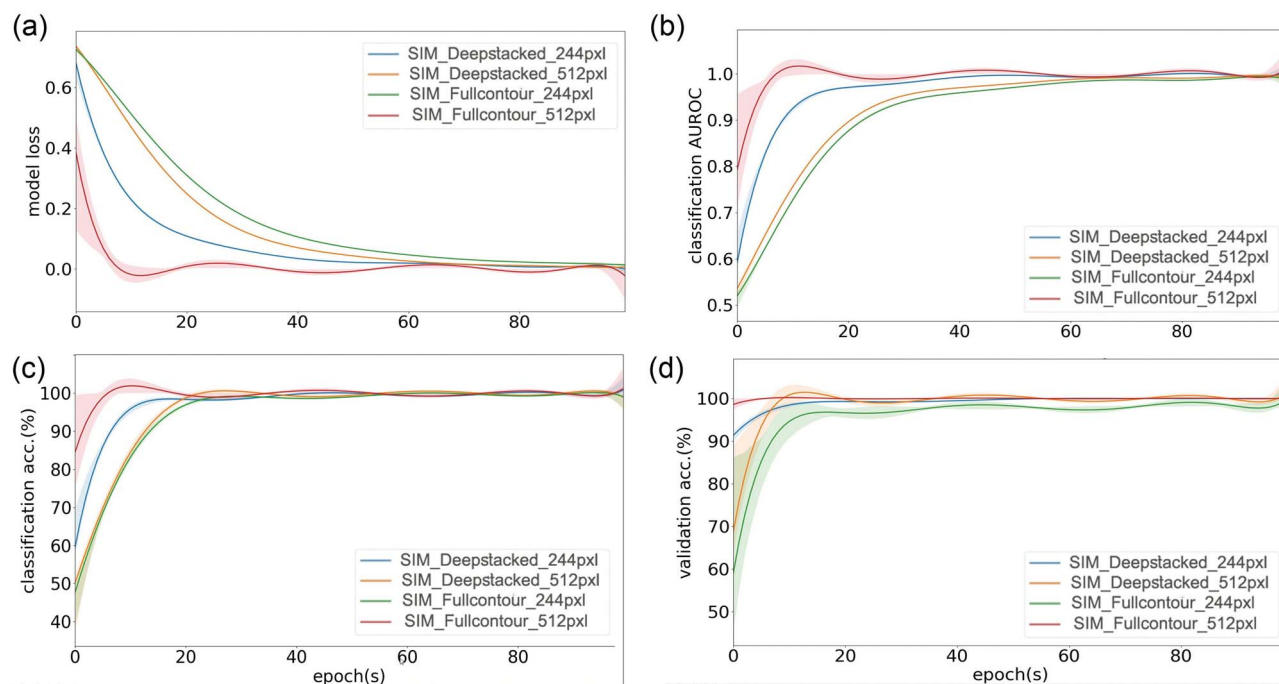 (a)
model loss
0.6
0.4
0.2
0.0
SIM_Deepstacked_244pxl
SIM_Deepstacked_512pxl
SIM_Fullcontour_244pxl
SIM_Fullcontour_512pxl
0 20 40 60 80
(b)
classification AUROC
1.0
0.9
0.8
0.7
0.6
0.5
SIM_Deepstacked_244pxl
SIM_Deepstacked_512pxl
SIM_Fullcontour_244pxl
SIM_Fullcontour_512pxl
0 20 40 60 80
(c)
classification acc.(%)
100
90
80
70
60
50
40
SIM_Deepstacked_244pxl
SIM_Deepstacked_512pxl
SIM_Fullcontour_244pxl
SIM_Fullcontour_512pxl
0 20 40 60 80
epoch(s)
(d)
validation acc.(%)
100
90
80
70
60
50
SIM_Deepstacked_244pxl
SIM_Deepstacked_512pxl
SIM_Fullcontour_244pxl
SIM_Fullcontour_512pxl
0 20 40 60 80
epoch(s)